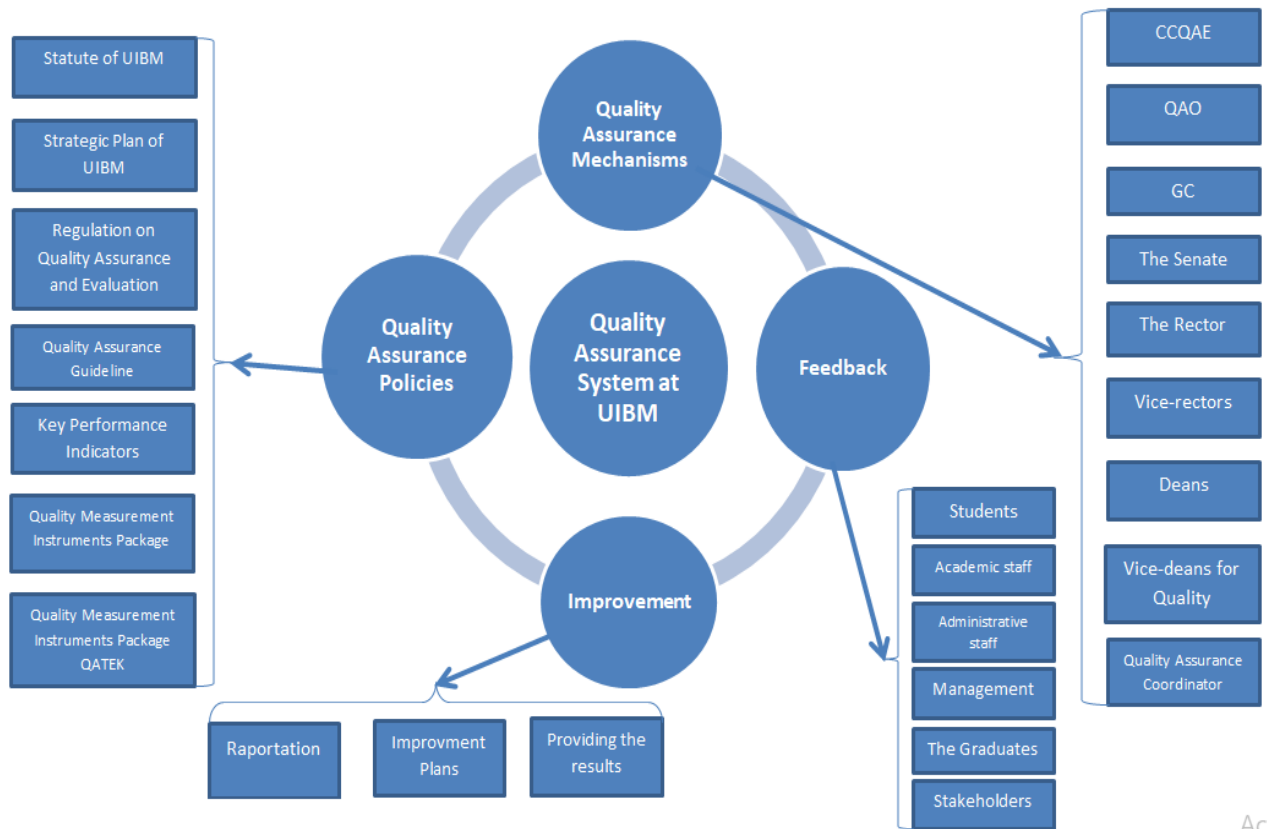 Statute of UIBM
Strategic Plan of
UIBM
Regulation on
Quality Assurance
and Evaluation
Quality Assurance
Guideline
Key Performance
Indicators
Quality Measurement
Instruments Package
Quality Measurement
Instruments Package
QATEK
Quality
Assurance
Mechanisms
Quality
Assurance
Policies
Quality
Assurance
System at
UIBM
Feedback
Improvement
Raportation
Improvment
Plans
Providing the
results
Students
Academic staff
Administrative
staff
Management
The Graduates
Stakeholders
CCQAE
QAO
GC
The Senate
The Rector
Vice-rectors
Deans
Vice-deans for
Quality
Quality Assurance
Coordinator
Ac